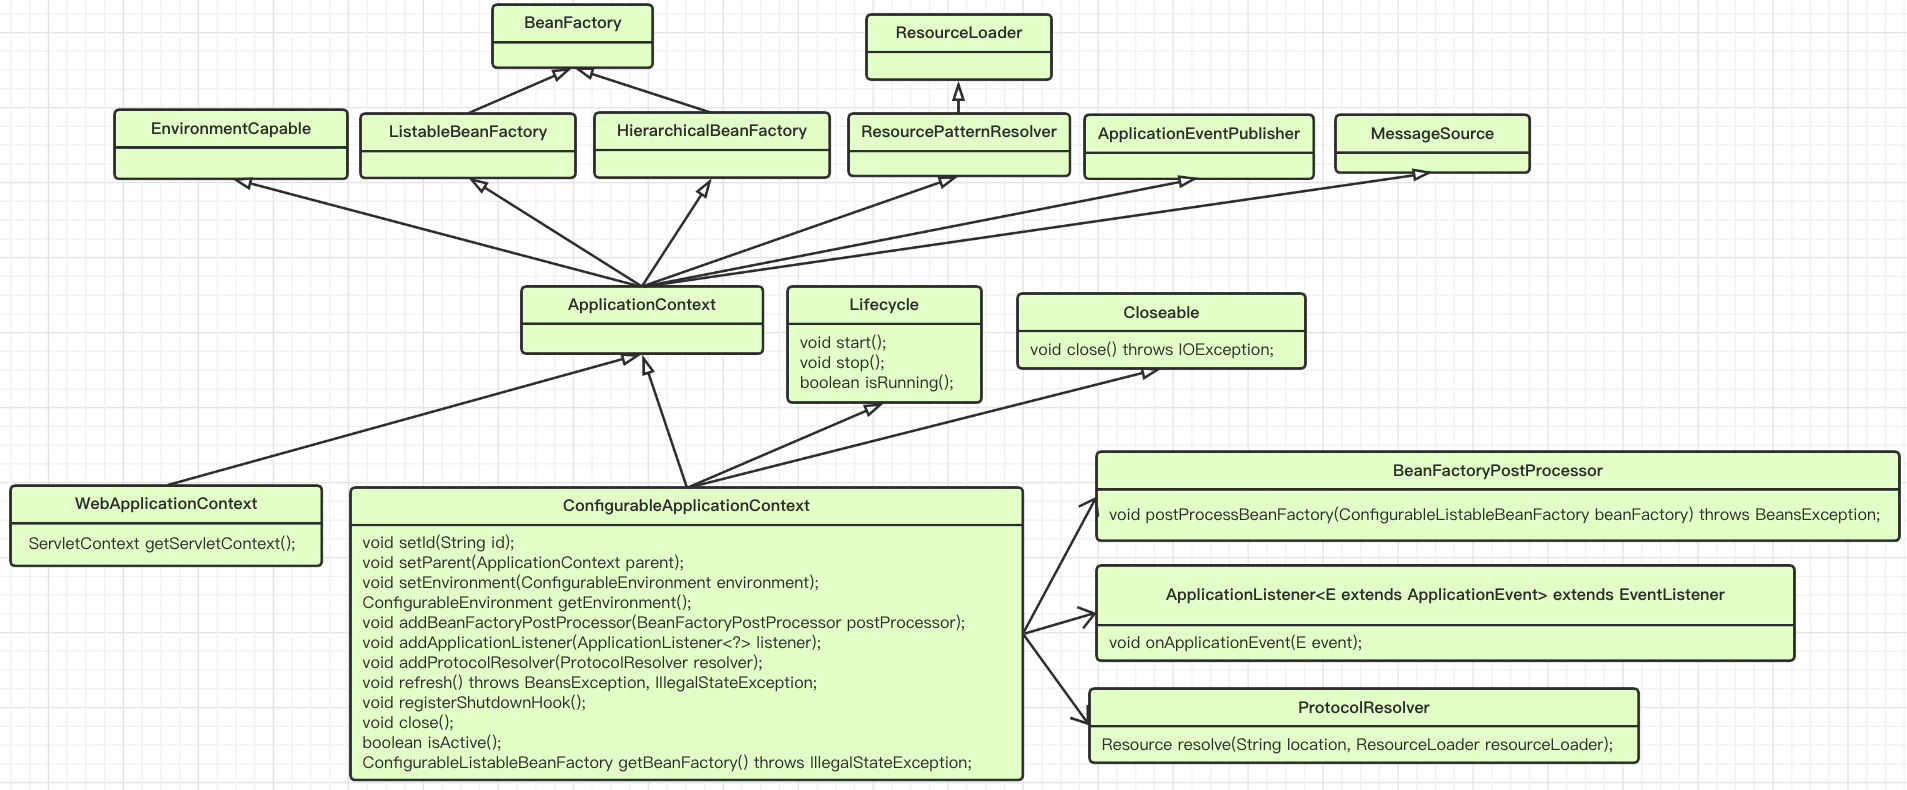 BeanFactory
ResourceLoader
EnvironmentCapable
ListableBeanFactory
HierarchicalBeanFactory
ResourcePatternResolver
ApplicationEventPublisher
MessageSource
ApplicationContext
Lifecycle
void start();
void stop();
boolean isRunning();
Closeable
void close() throws IOException;
WebApplicationContext
ServletContext getServletContext();
ConfigurableApplicationContext
void setId(String id);
void setParent(ApplicationContext parent);
void setEnvironment(ConfigurableEnvironment environment);
ConfigurableEnvironment getEnvironment();
void addBeanFactoryPostProcessor(BeanFactoryPostProcessor postProcessor);
void addApplicationListener(ApplicationListener<?> listener);
void addProtocolResolver(ProtocolResolver resolver);
void refresh() throws BeansException, IllegalStateException;
void registerShutdownHook();
void close();
boolean isActive();
ConfigurableListableBeanFactory getBeanFactory() throws IllegalStateException;
BeanFactoryPostProcessor
void postProcessBeanFactory(ConfigurableListableBeanFactory beanFactory) throws BeansException;
ApplicationListener<E extends ApplicationEvent> extends EventListener
void onApplicationEvent(E event);
ProtocolResolver
Resource resolve(String location, ResourceLoader resourceLoader);